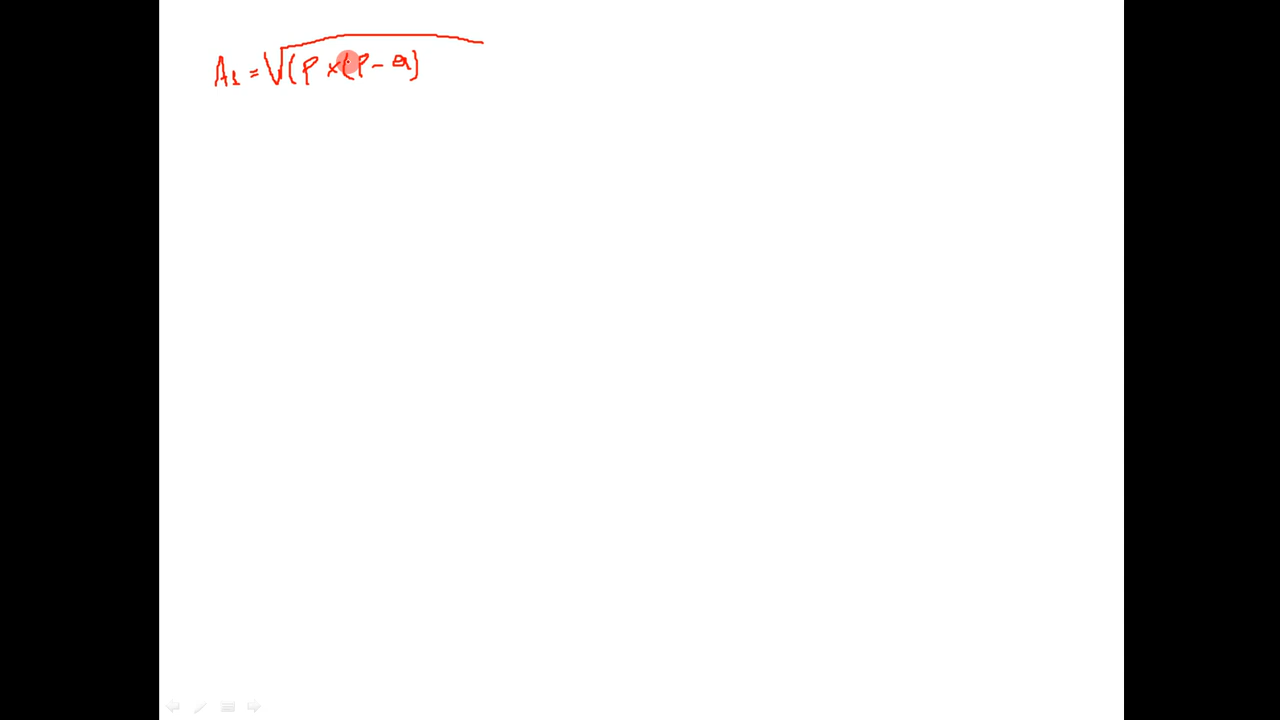 A₁ = √(P × (P - a)